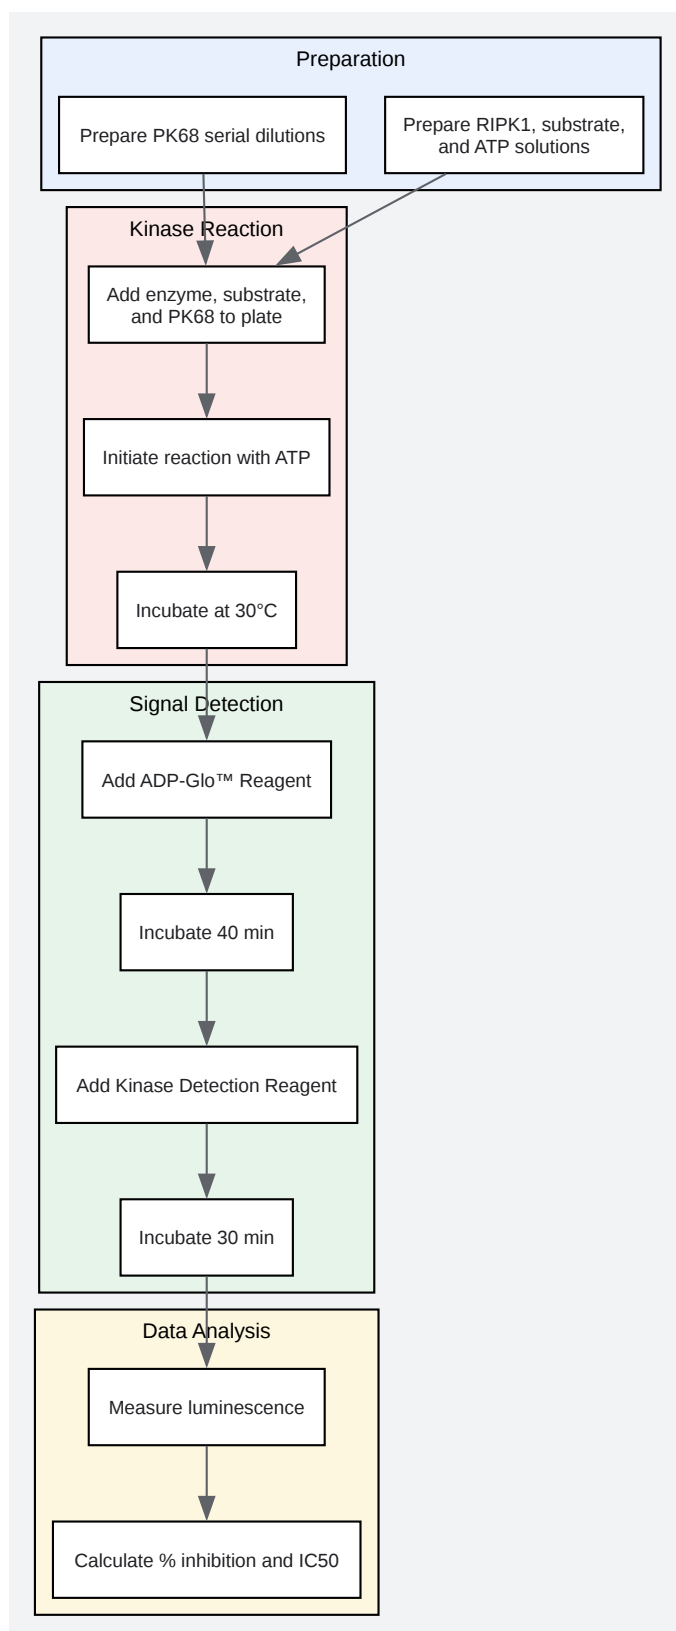 Preparation
Prepare PK68 serial dilutions
Prepare RIPK1, substrate,
and ATP solutions
Kinase Reaction
Add enzyme, substrate,
and PK68 to plate
Initiate reaction with ATP
Incubate at 30°C
Signal Detection
Add ADP-Glo™ Reagent
Incubate 40 min
Add Kinase Detection Reagent
Incubate 30 min
Data Analysis
Measure luminescence
Calculate % inhibition and IC50